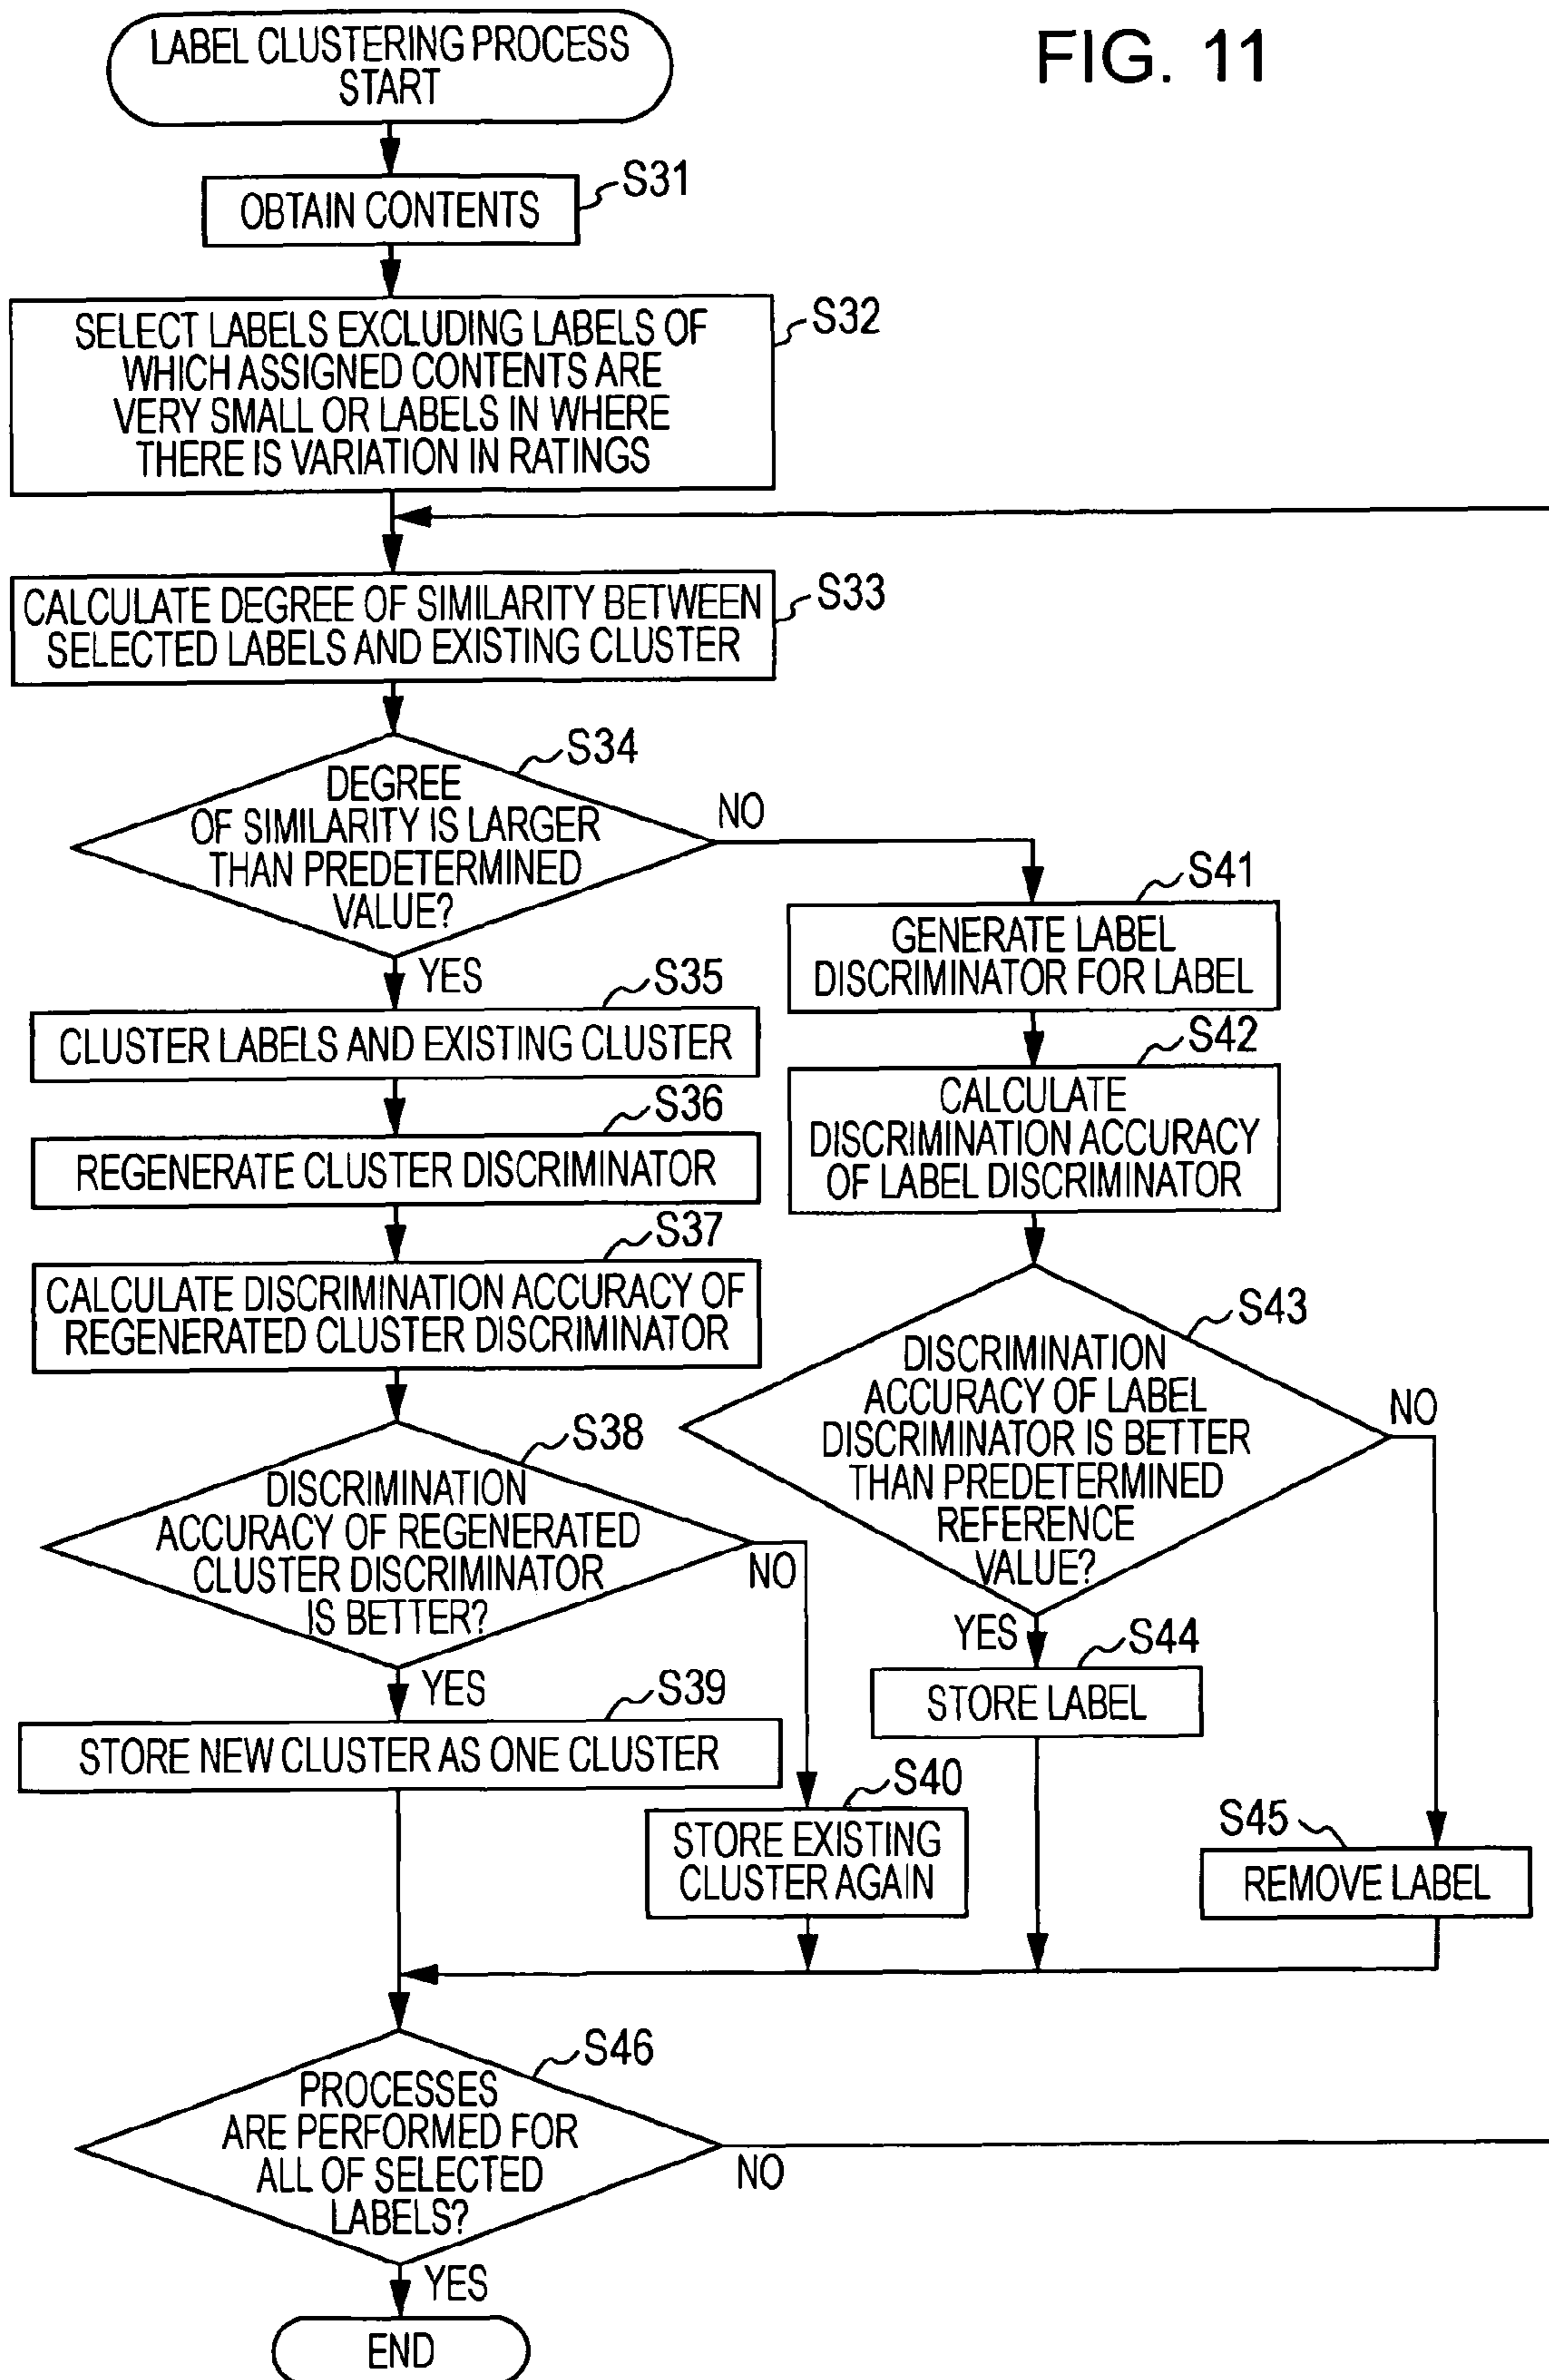 FIG. 11
LABEL CLUSTERING PROCESS
START
S31
OBTAIN CONTENTS
S32
SELECT LABELS EXCLUDING LABELS OF
WHICH ASSIGNED CONTENTS ARE
VERY SMALL OR LABELS IN WHERE
THERE IS VARIATION IN RATINGS
S33
CALCULATE DEGREE OF SIMILARITY BETWEEN
SELECTED LABELS AND EXISTING CLUSTER
S34
DEGREE
OF SIMILARITY IS LARGER
THAN PREDETERMINED
VALUE?
NO
YES
S35
CLUSTER LABELS AND EXISTING CLUSTER
S36
REGENERATE CLUSTER DISCRIMINATOR
S37
CALCULATE DISCRIMINATION ACCURACY OF
REGENERATED CLUSTER DISCRIMINATOR
S38
DISCRIMINATION
ACCURACY OF REGENERATED
CLUSTER DISCRIMINATOR
IS BETTER?
NO
YES
S39
STORE NEW CLUSTER AS ONE CLUSTER
S40
STORE EXISTING
CLUSTER AGAIN
S41
GENERATE LABEL
DISCRIMINATOR FOR LABEL
S42
CALCULATE
DISCRIMINATION ACCURACY
OF LABEL DISCRIMINATOR
S43
DISCRIMINATION
ACCURACY OF LABEL
DISCRIMINATOR IS BETTER
THAN PREDETERMINED
REFERENCE
VALUE?
NO
YES
S44
STORE LABEL
S45
REMOVE LABEL
S46
PROCESSES
ARE PERFORMED FOR
ALL OF SELECTED
LABELS?
NO
YES
END